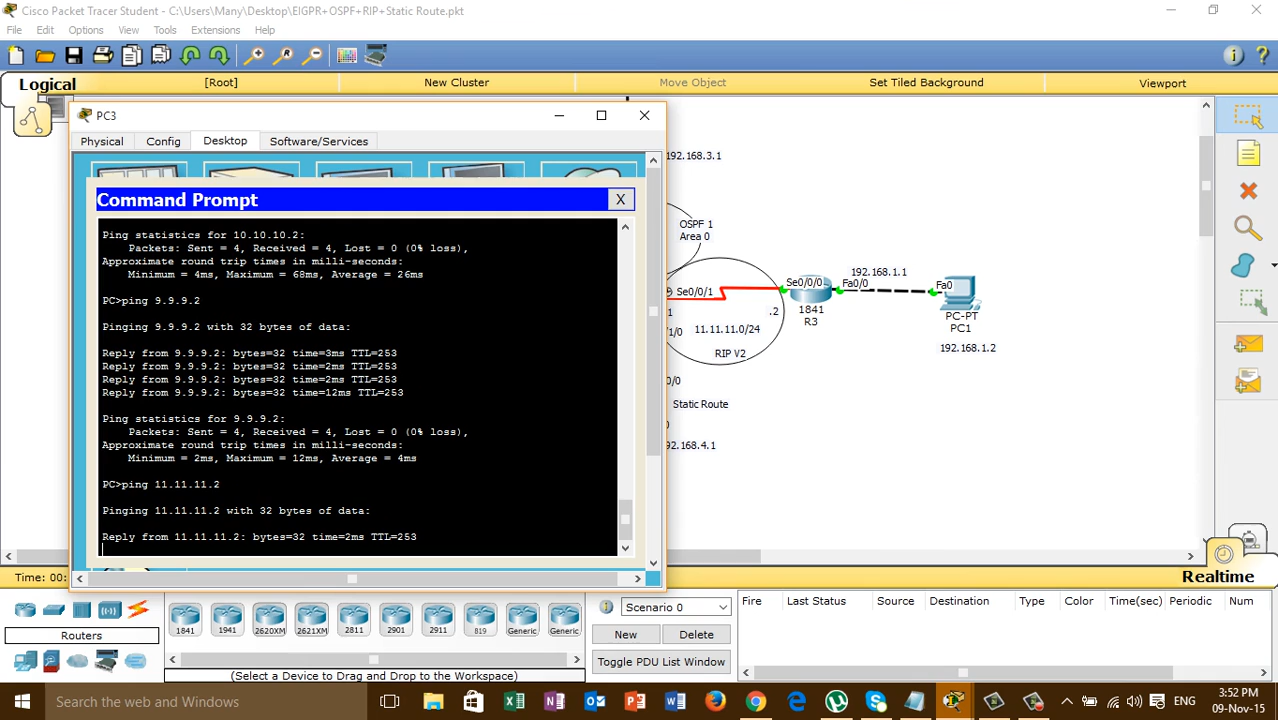 Cisco Packet Tracer Student - C:\Users\Many\Desktop\EIGPR+OSPF+RIP+Static Route.pkt
File Edit Options View Tools Extensions Help
Logical [Root] New Cluster Move Object Set Tiled Background Viewport
PC3
Physical Config Desktop Software/Services
Command Prompt X
Ping statistics for 10.10.10.2:
Packets: Sent = 4, Received = 4, Lost = 0 (0% loss),
Approximate round trip times in milli-seconds:
Minimum = 4ms, Maximum = 68ms, Average = 26ms
PC>ping 9.9.9.2
Pinging 9.9.9.2 with 32 bytes of data:
Reply from 9.9.9.2: bytes=32 time=3ms TTL=253
Reply from 9.9.9.2: bytes=32 time=2ms TTL=253
Reply from 9.9.9.2: bytes=32 time=2ms TTL=253
Reply from 9.9.9.2: bytes=32 time=12ms TTL=253
Ping statistics for 9.9.9.2:
Packets: Sent = 4, Received = 4, Lost = 0 (0% loss),
Approximate round trip times in milli-seconds:
Minimum = 2ms, Maximum = 12ms, Average = 4ms
PC>ping 11.11.11.2
Pinging 11.11.11.2 with 32 bytes of data:
Reply from 11.11.11.2: bytes=32 time=2ms TTL=253
192.168.3.1
OSPF 1
Area 0
Se0/0/1
Se0/0/0
192.168.1.1
Fa0/0
Fa0
1
.2
1841
R3
PC-PT
PC1
192.168.1.2
1/0
11.11.11.0/24
RIP V2
0/0
Static Route
0
92.168.4.1
Time: 00:
Realtime
Routers
1841 1941 2620XM 2621XM 2811 2901 2911 819 Generic Generic
(Select a Device to Drag and Drop to the Workspace)
Scenario 0
New Delete
Toggle PDU List Window
Fire Last Status Source Destination Type Color Time(sec) Periodic Num
Search the web and Windows
ENG
3:52 PM
09-Nov-15